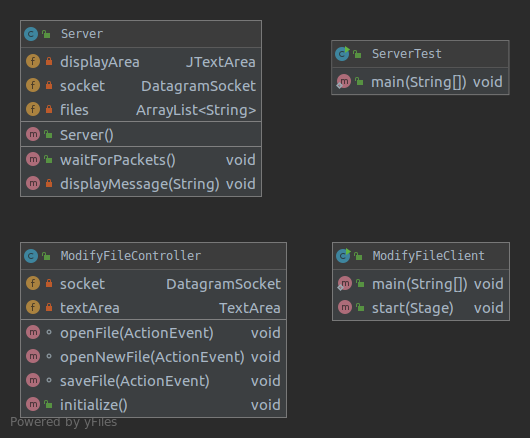 Server
displayArea JTextArea
socket DatagramSocket
files ArrayList<String>
Server()
waitForPackets() void
displayMessage(String) void
ServerTest
main(String[]) void
ModifyFileController
socket DatagramSocket
textArea TextArea
openFile(ActionEvent) void
openNewFile(ActionEvent) void
saveFile(ActionEvent) void
initialize() void
ModifyFileClient
main(String[]) void
start(Stage) void
Powered by yFiles